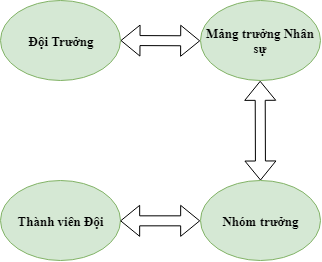 Đội Trưởng
Mảng trưởng Nhân
sự
Thành viên Đội
Nhóm trưởng